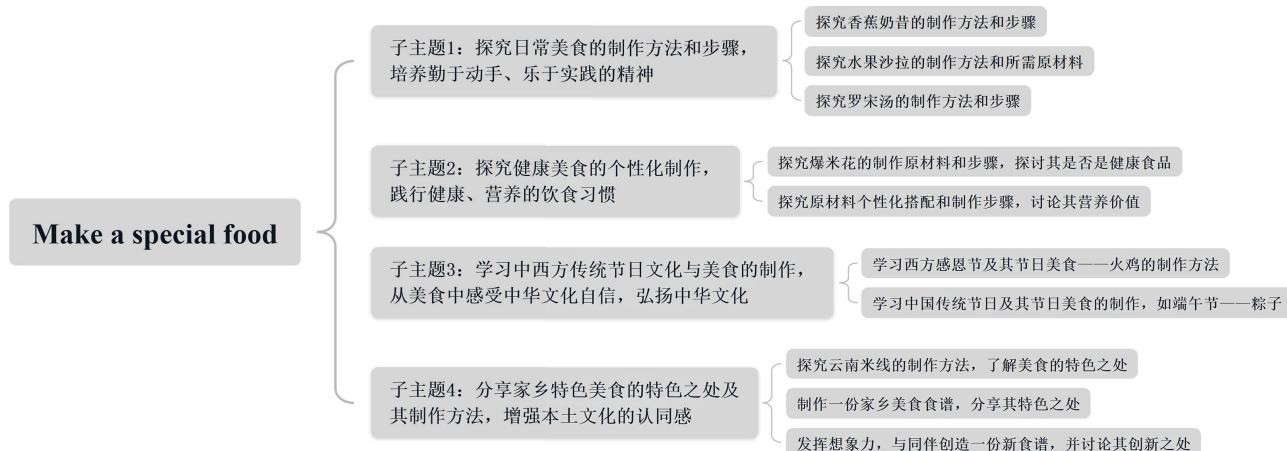 Make a special food
子主题1：探究日常美食的制作方法和步骤，
培养勤于动手、乐于实践的精神
探究香蕉奶昔的制作方法和步骤
探究水果沙拉的制作方法和所需原材料
探究罗宋汤的制作方法和步骤
子主题2：探究健康美食的个性化制作，
践行健康、营养的饮食习惯
探究爆米花的制作原材料和步骤，探讨其是否是健康食品
探究原材料个性化搭配和制作步骤，讨论其营养价值
子主题3：学习中西方传统节日文化与美食的制作，
从美食中感受中华文化自信，弘扬中华文化
学习西方感恩节及其节日美食——火鸡的制作方法
学习中国传统节日及其节日美食的制作，如端午节——粽子
子主题4：分享家乡特色美食的特色之处及
其制作方法，增强本土文化的认同感
探究云南米线的制作方法，了解美食的特色之处
制作一份家乡美食食谱，分享其特色之处
发挥想象力，与同伴创造一份新食谱，并讨论其创新之处